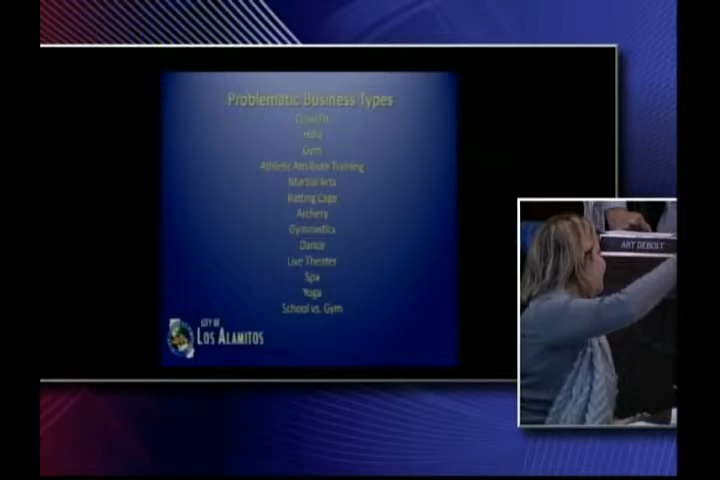 Problematic Business Types
CrossFit
Hula
Gym
Athletic Attribute Training
Martial Arts
Batting Cage
Archery
Gymnastics
Dance
Live Theater
Spa
Yoga
School vs. Gym
CITY OF
LOS ALAMITOS
ART DEBOLT